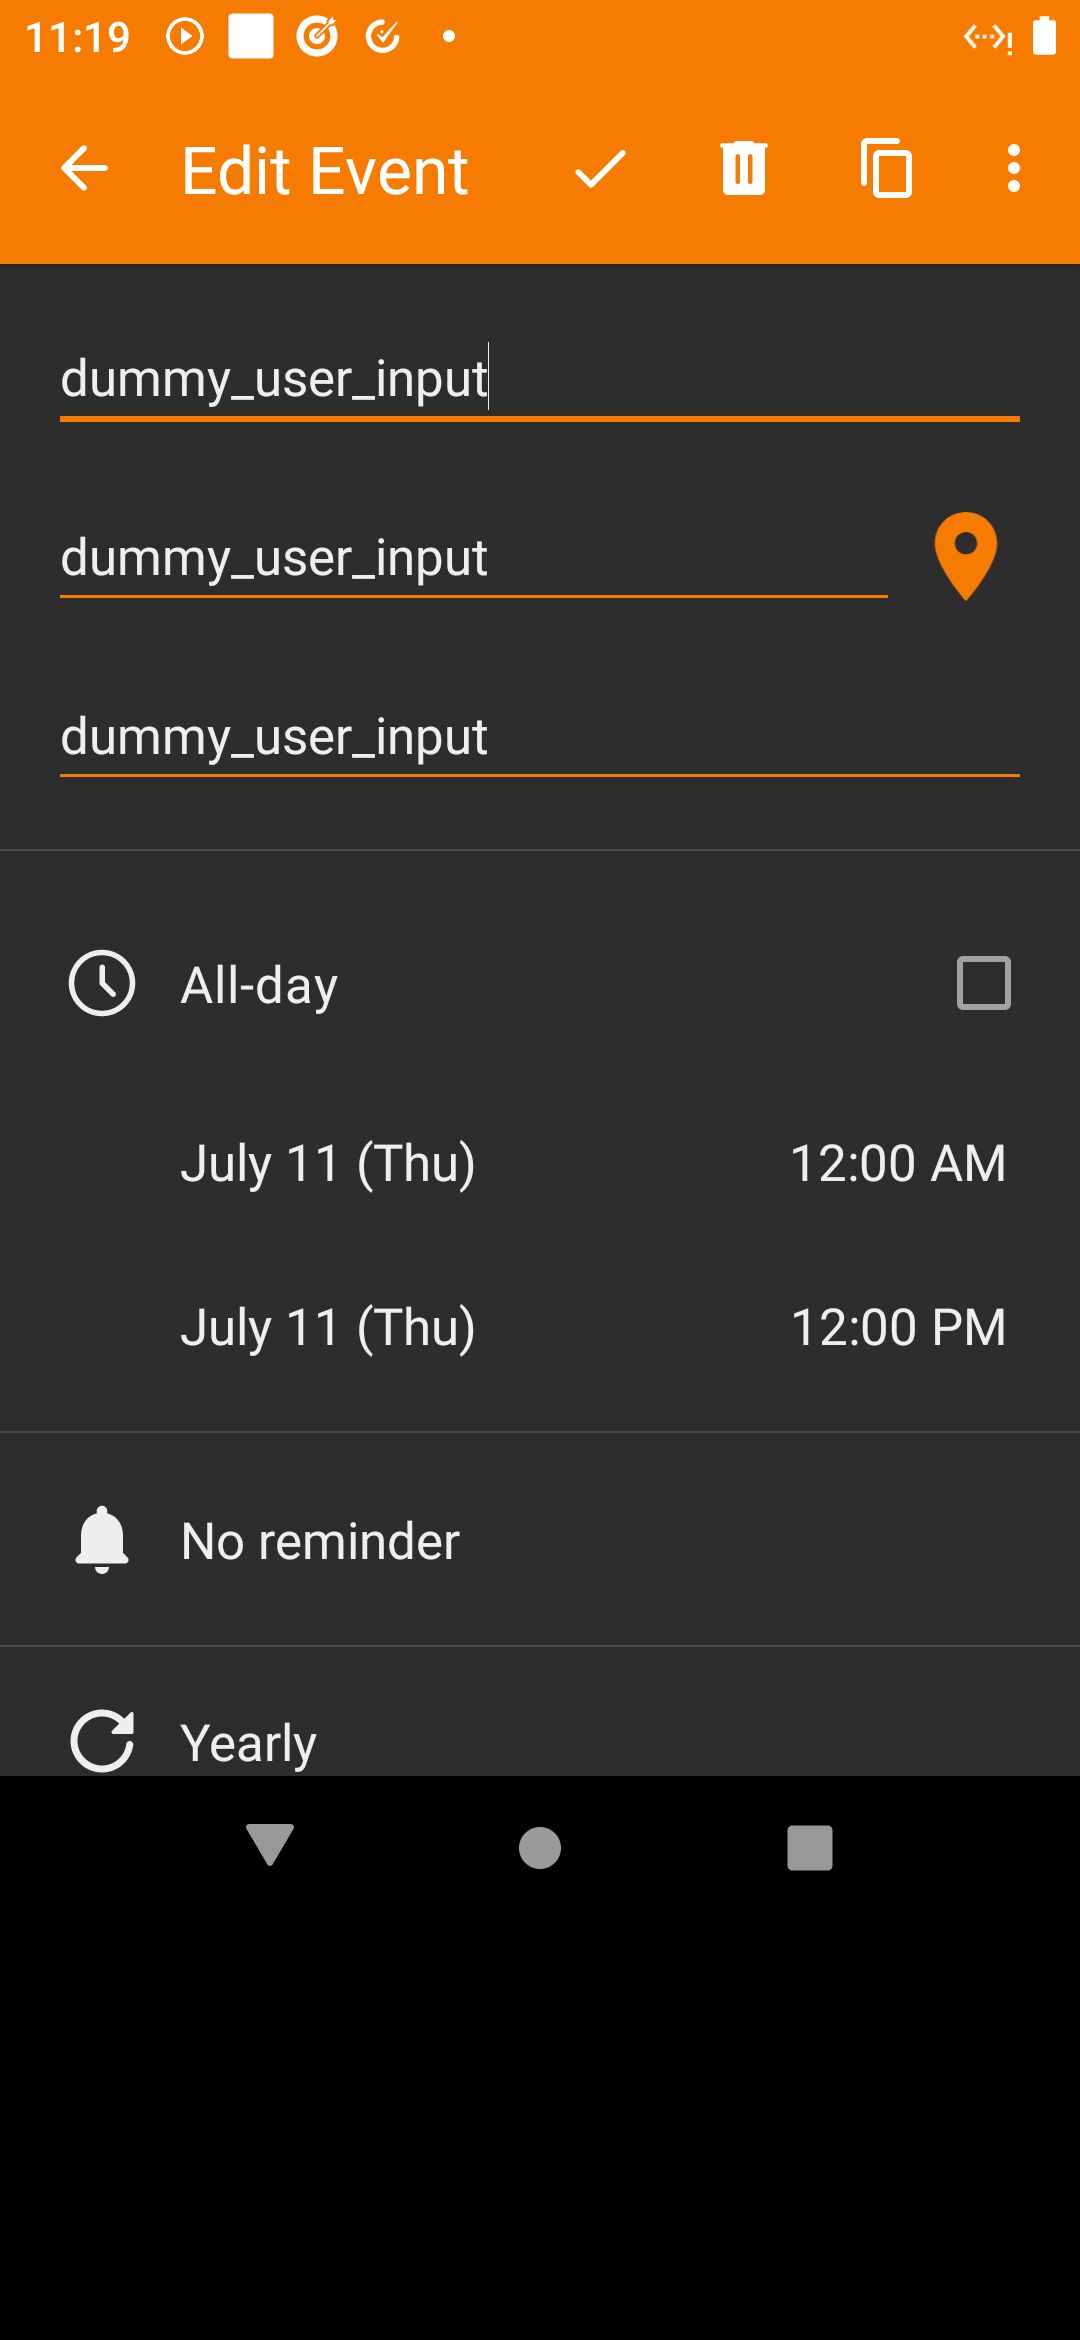 11:19
Edit Event
dummy_user_input
dummy_user_input
dummy_user_input
All-day
July 11 (Thu) 12:00 AM
July 11 (Thu) 12:00 PM
No reminder
Yearly